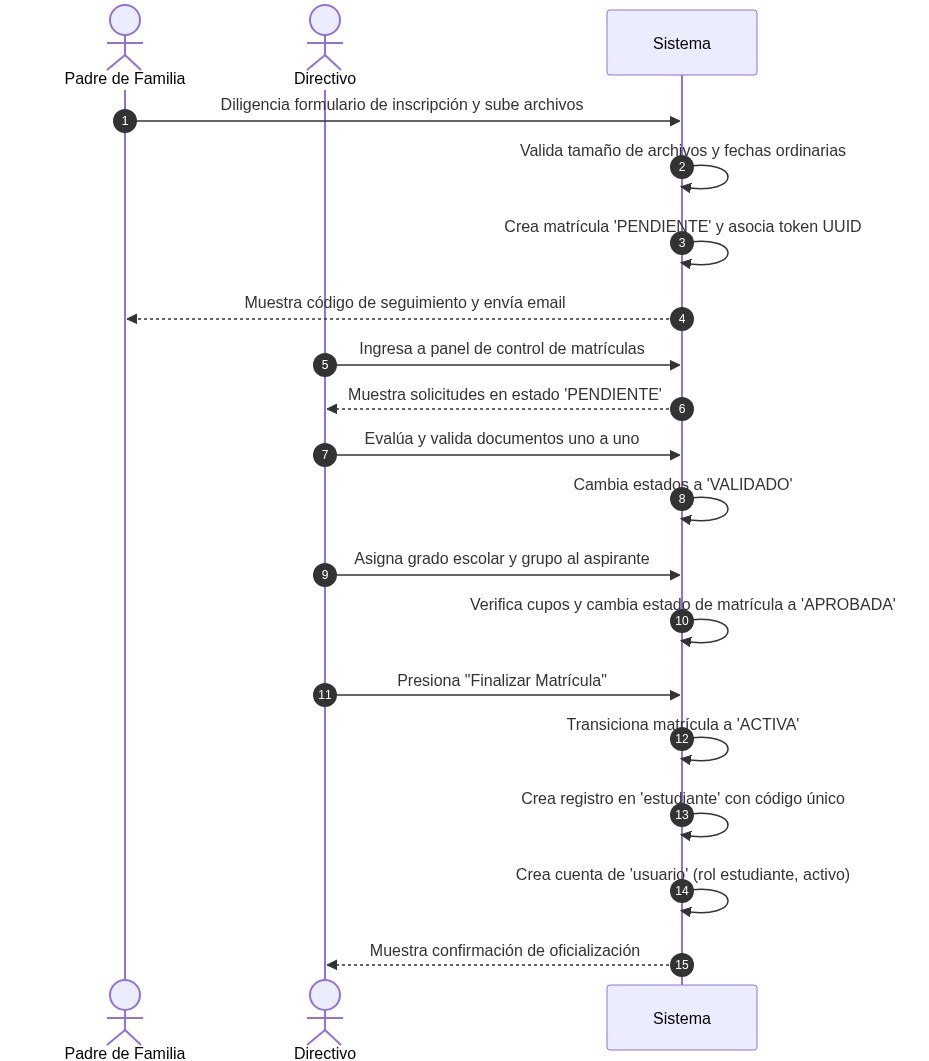 Padre de Familia
Directivo
Sistema
Diligencia formulario de inscripción y sube archivos
1
Valida tamaño de archivos y fechas ordinarias
2
Crea matrícula 'PENDIENTE' y asocia token UUID
3
Muestra código de seguimiento y envía email
4
Ingresa a panel de control de matrículas
5
Muestra solicitudes en estado 'PENDIENTE'
6
Evalúa y valida documentos uno a uno
7
Cambia estados a 'VALIDADO'
8
Asigna grado escolar y grupo al aspirante
9
Verifica cupos y cambia estado de matrícula a 'APROBADA'
10
Presiona "Finalizar Matrícula"
11
Transiciona matrícula a 'ACTIVA'
12
Crea registro en 'estudiante' con código único
13
Crea cuenta de 'usuario' (rol estudiante, activo)
14
Muestra confirmación de oficialización
15
Padre de Familia
Directivo
Sistema